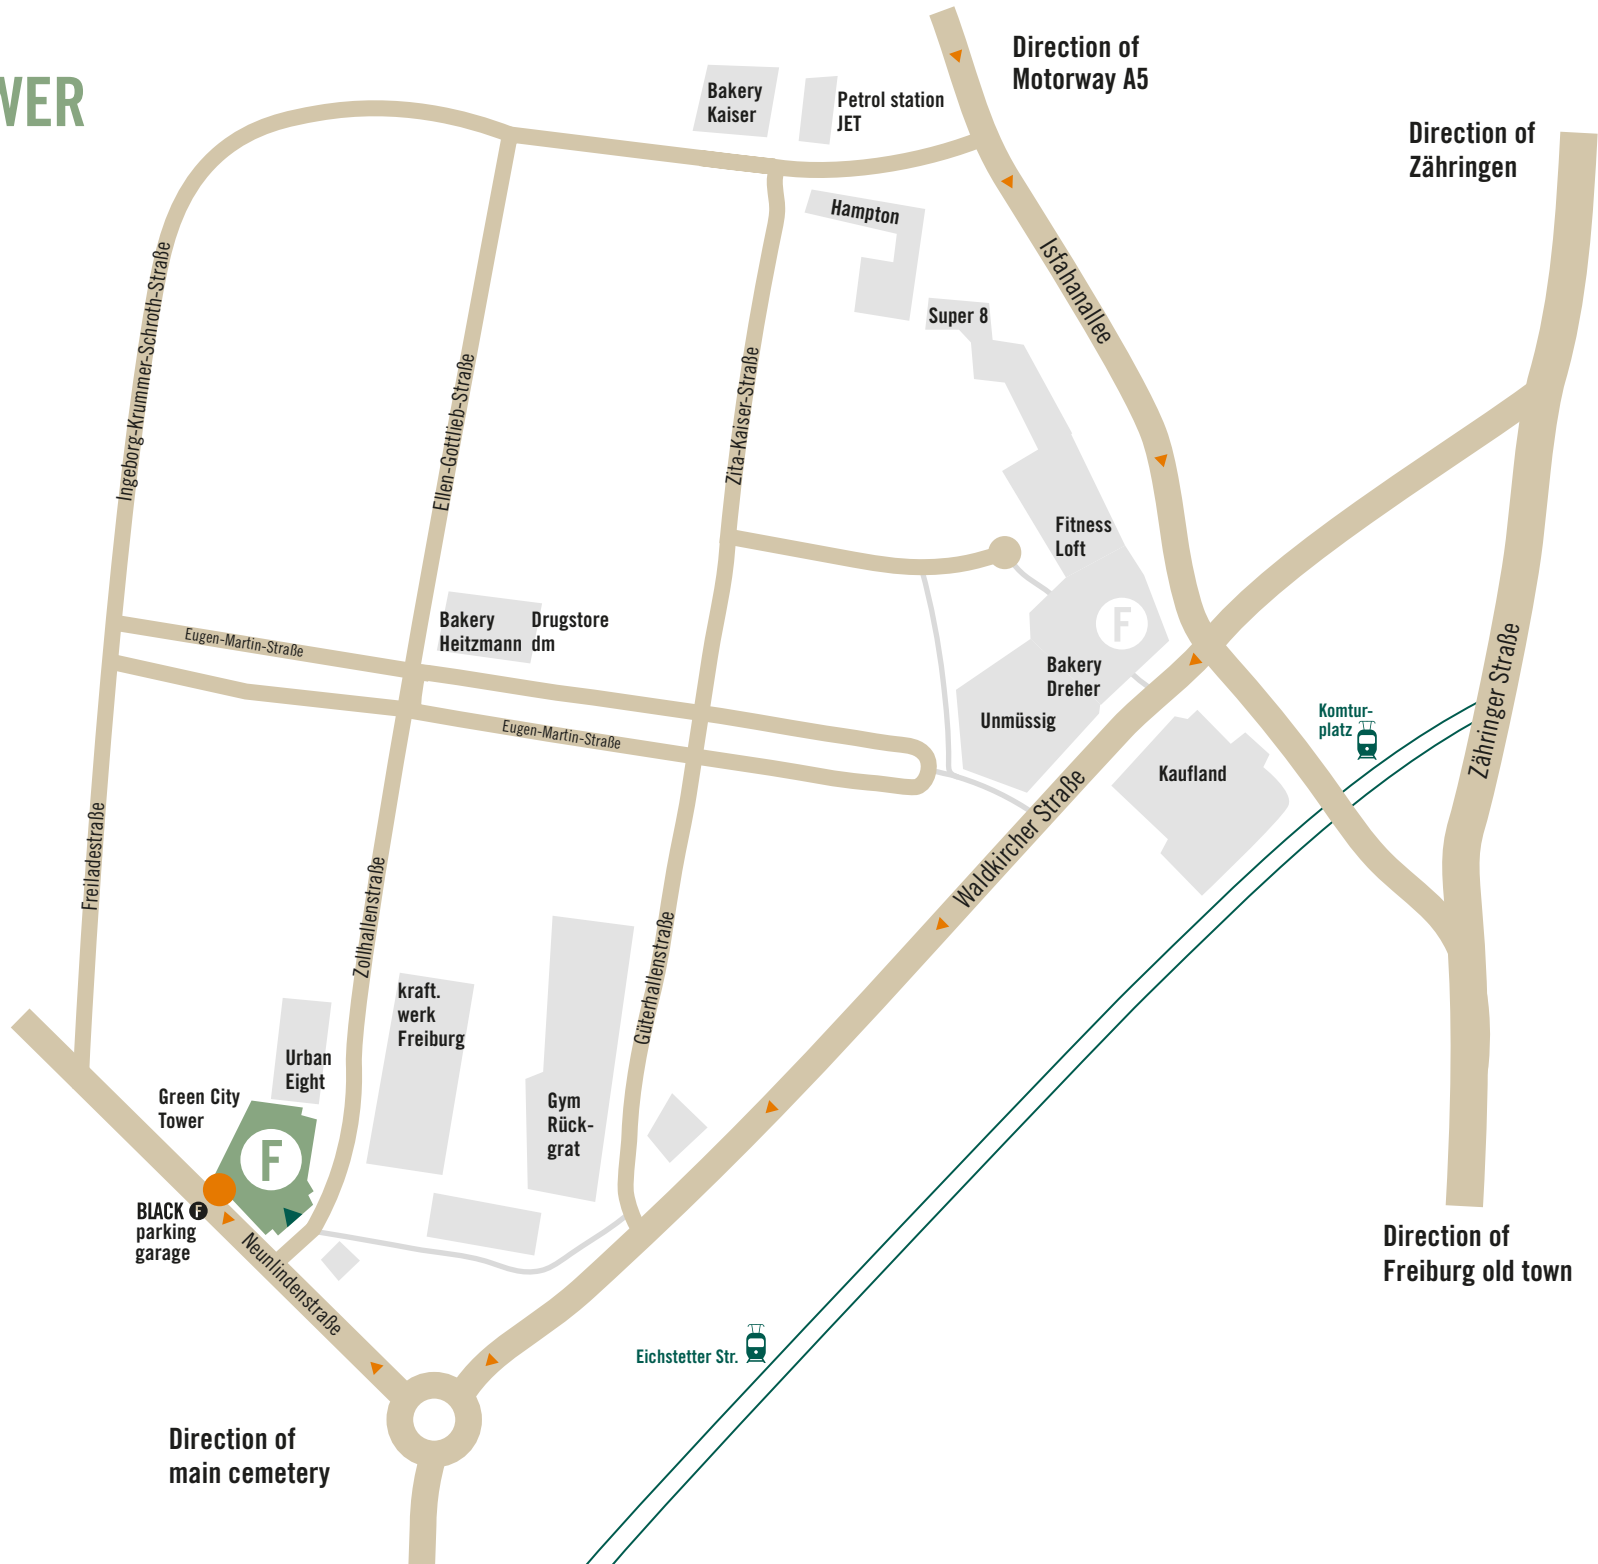 WER
Direction of
Motorway A5
Bakery
Kaiser
Petrol station
JET
Direction of
Zähringen
Hampton
Isfahanallee
Super 8
Ingeborg-Krummer-Schroth-Straße
Ellen-Gottlieb-Straße
Zita-Kaiser-Straße
Fitness
Loft
F
Bakery
Heitzmann
Drugstore
dm
Eugen-Martin-Straße
Bakery
Dreher
Unmüssig
Zähringer Straße
Komtur-
platz
Eugen-Martin-Straße
Kaufland
Waldkircher Straße
Freiladestraße
Zollhallenstraße
Güterhallenstraße
kraft.
werk
Freiburg
Urban
Eight
Green City
Tower
F
Gym
Rück-
grat
BLACK F
parking
garage
Neunlindenstraße
Direction of
Freiburg old town
Eichstetter Str.
Direction of
main cemetery